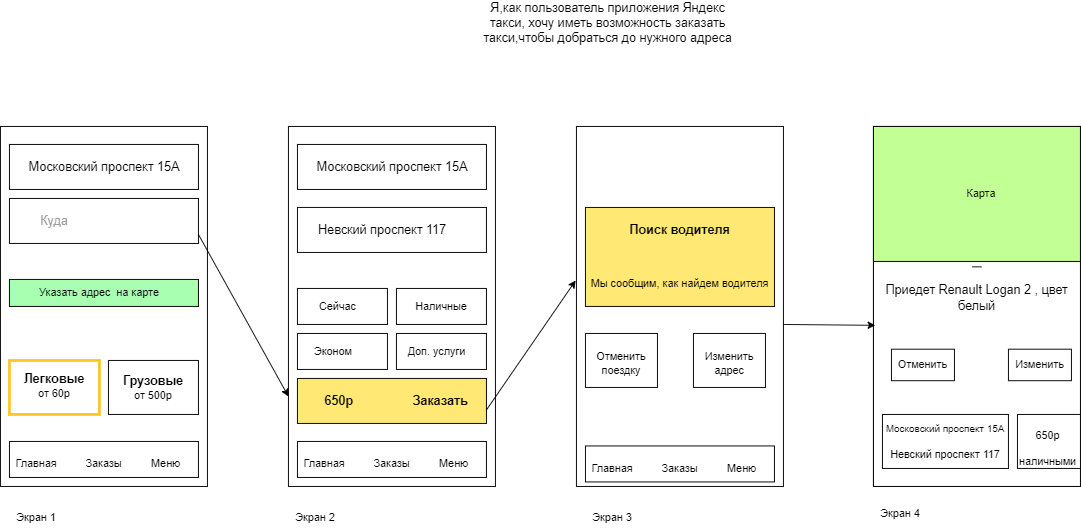 Я,как пользователь приложения Яндекс
такси, хочу иметь возможность заказать
такси,чтобы добраться до нужного адреса
Московский проспект 15А
Куда
Указать адрес на карте
Легковые
от 60р
Грузовые
от 500р
Главная Заказы Меню
Экран 1
Московский проспект 15А
Невский проспект 117
Сейчас Наличные
Эконом Доп. услуги
650р Заказать
Главная Заказы Меню
Экран 2
Поиск водителя
Мы сообщим, как найдем водителя
Отменить
поездку
Изменить
адрес
Главная Заказы Меню
Экран 3
Карта
Приедет Renault Logan 2 , цвет
белый
Отменить Изменить
Московский проспект 15А
Невский проспект 117
650р
наличными
Экран 4